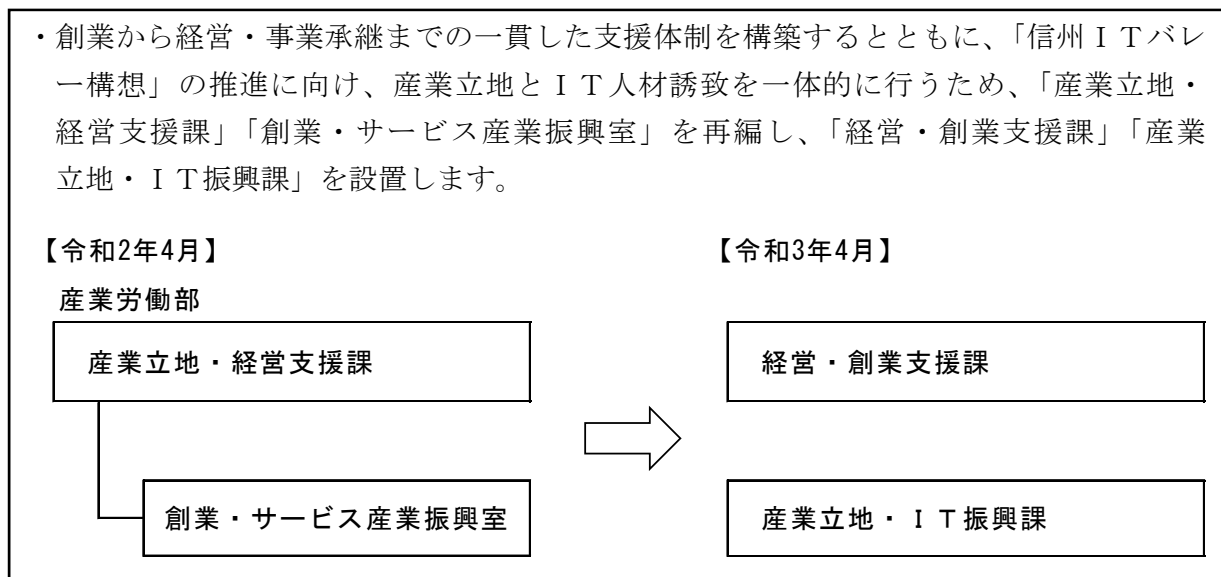 ・創業から経営・事業承継までの一貫した支援体制を構築するとともに、「信州ＩＴバレ
ー構想」の推進に向け、産業立地とＩＴ人材誘致を一体的に行うため、「産業立地・
経営支援課」「創業・サービス産業振興室」を再編し、「経営・創業支援課」「産業
立地・ＩＴ振興課」を設置します。
【令和2年4月】
【令和3年4月】
産業労働部
産業立地・経営支援課
経営・創業支援課
創業・サービス産業振興室
産業立地・ＩＴ振興課